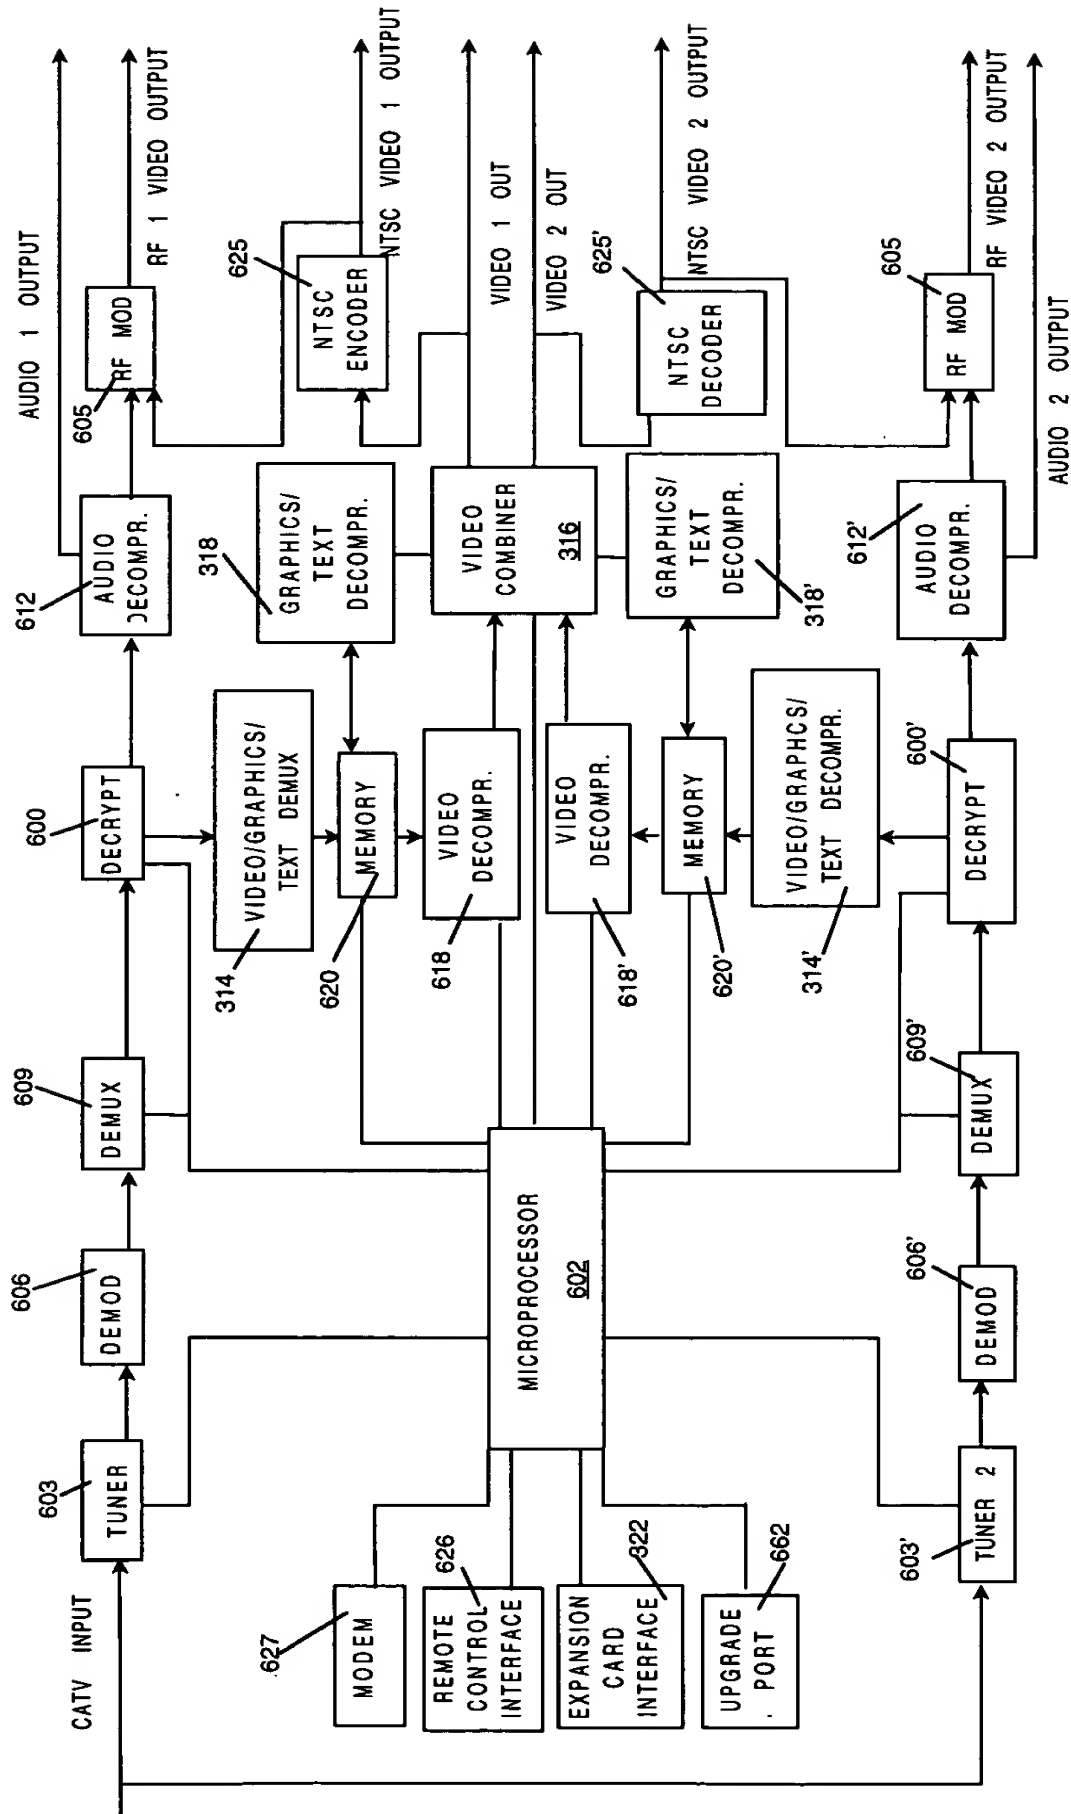 CATV INPUT
603
TUNER
606
DEMOD
609
DEMUX
600
DECRYPT
612
AUDIO
DECOMPR.
605
RF MOD
AUDIO 1 OUTPUT
RF 1 VIDEO OUTPUT
314
VIDEO/GRAPHICS/
TEXT DEMUX
318
GRAPHICS/
TEXT
DECOMPR.
625
NTSC
ENCODER
NTSC VIDEO 1 OUTPUT
627
MODEM
620
MEMORY
626
REMOTE
CONTROL
INTERFACE
618
VIDEO
DECOMPR.
MICROPROCESSOR
602
VIDEO
COMBINER
316
VIDEO 1 OUT
VIDEO 2 OUT
322
EXPANSION
CARD
INTERFACE
618'
VIDEO
DECOMPR.
625'
NTSC
DECODER
NTSC VIDEO 2 OUTPUT
662
UPGRADE
PORT
620'
MEMORY
318'
GRAPHICS/
TEXT
DECOMPR.
314'
VIDEO/GRAPHCS/
TEXT DECOMPR.
603'
TUNER 2
606'
DEMOD
609'
DEMUX
600'
DECRYPT
612'
AUDIO
DECOMPR.
605
RF MOD
RF VIDEO 2 OUTPUT
AUDIO 2 OUTPUT